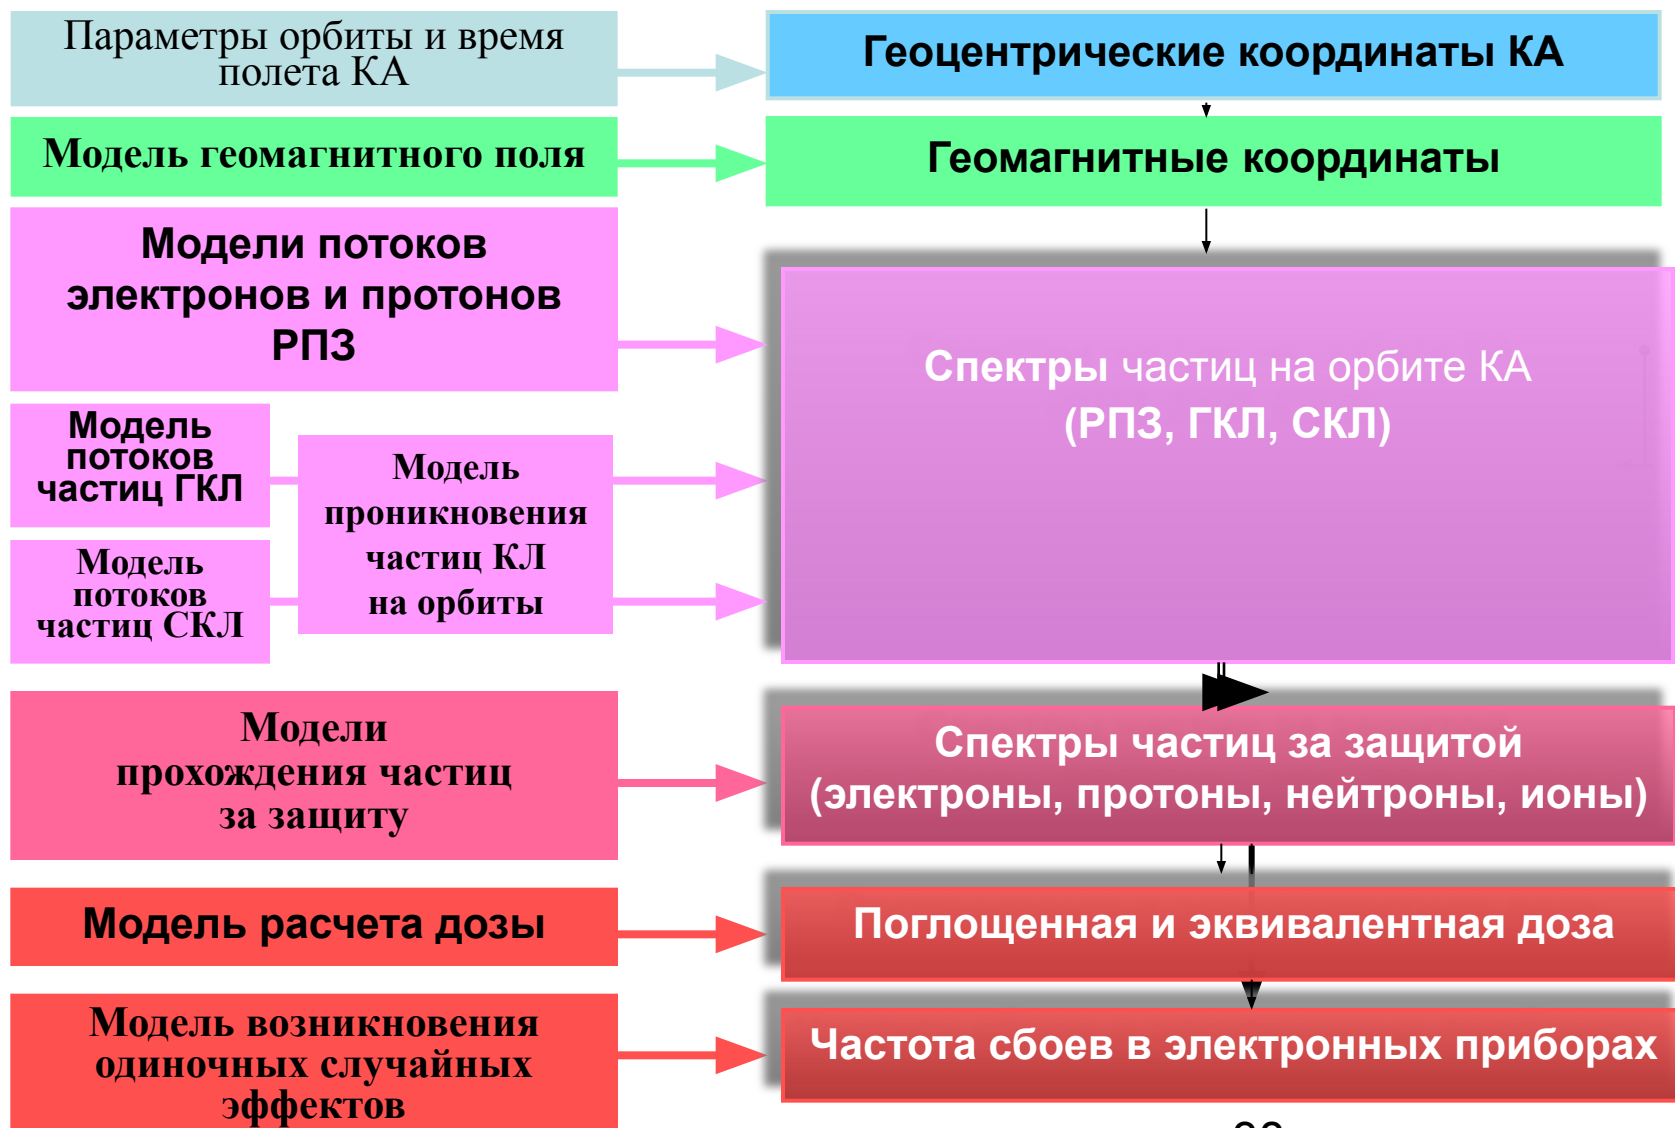 Параметры орбиты и время
полета КА
Геоцентрические координаты КА
Модель геомагнитного поля
Геомагнитные координаты
Модели потоков
электронов и протонов
РПЗ
Спектры частиц на орбите КА
(РПЗ, ГКЛ, СКЛ)
Модель
потоков
частиц ГКЛ
Модель
проникновения
частиц КЛ
на орбиты
Модель
потоков
частиц СКЛ
Модели
прохождения частиц
за защиту
Спектры частиц за защитой
(электроны, протоны, нейтроны, ионы)
Модель расчета дозы
Поглощенная и эквивалентная доза
Модель возникновения
одиночных случайных
эффектов
Частота сбоев в электронных приборах